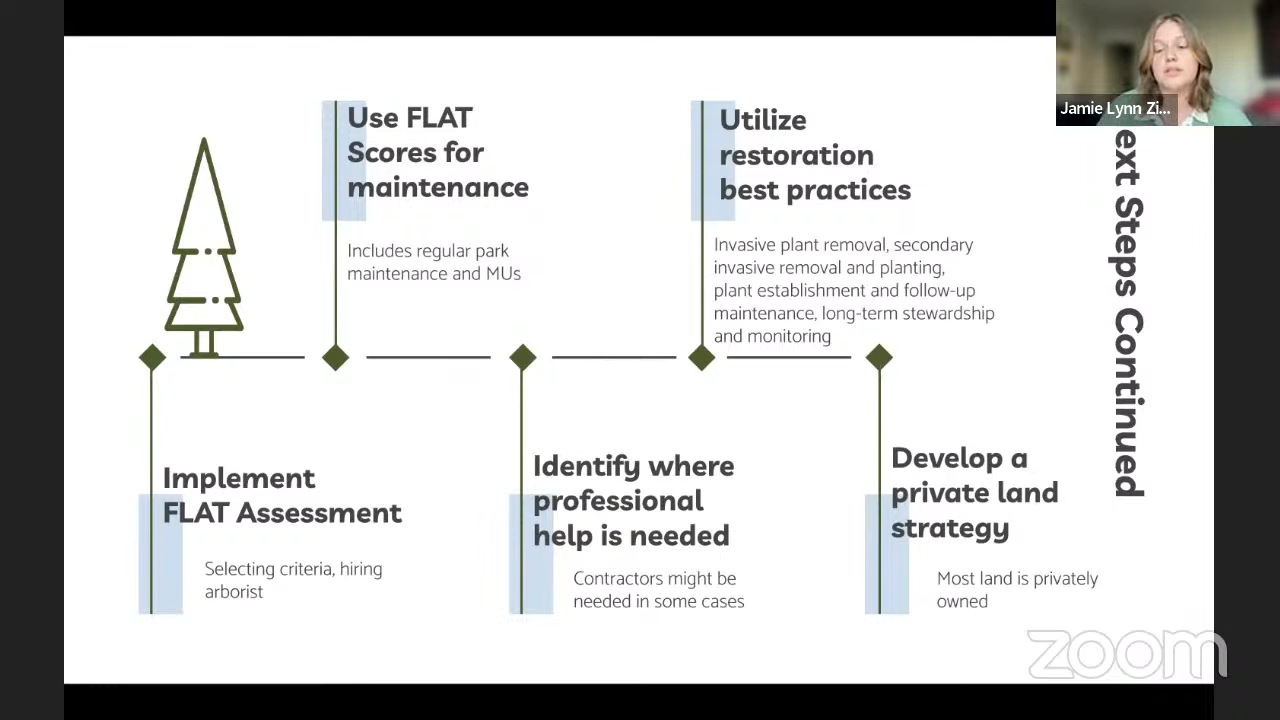 Jamie Lynn Zi...
ext Steps Continued
Use FLAT
Scores for
maintenance
Includes regular park
maintenance and MUs
Utilize
restoration
best practices
Invasive plant removal, secondary
invasive removal and planting,
plant establishment and follow-up
maintenance, long-term stewardship
and monitoring
Implement
FLAT Assessment
Selecting criteria, hiring
arborist
Identify where
professional
help is needed
Contractors might be
needed in some cases
Develop a
private land
strategy
Most land is privately
owned
zoom